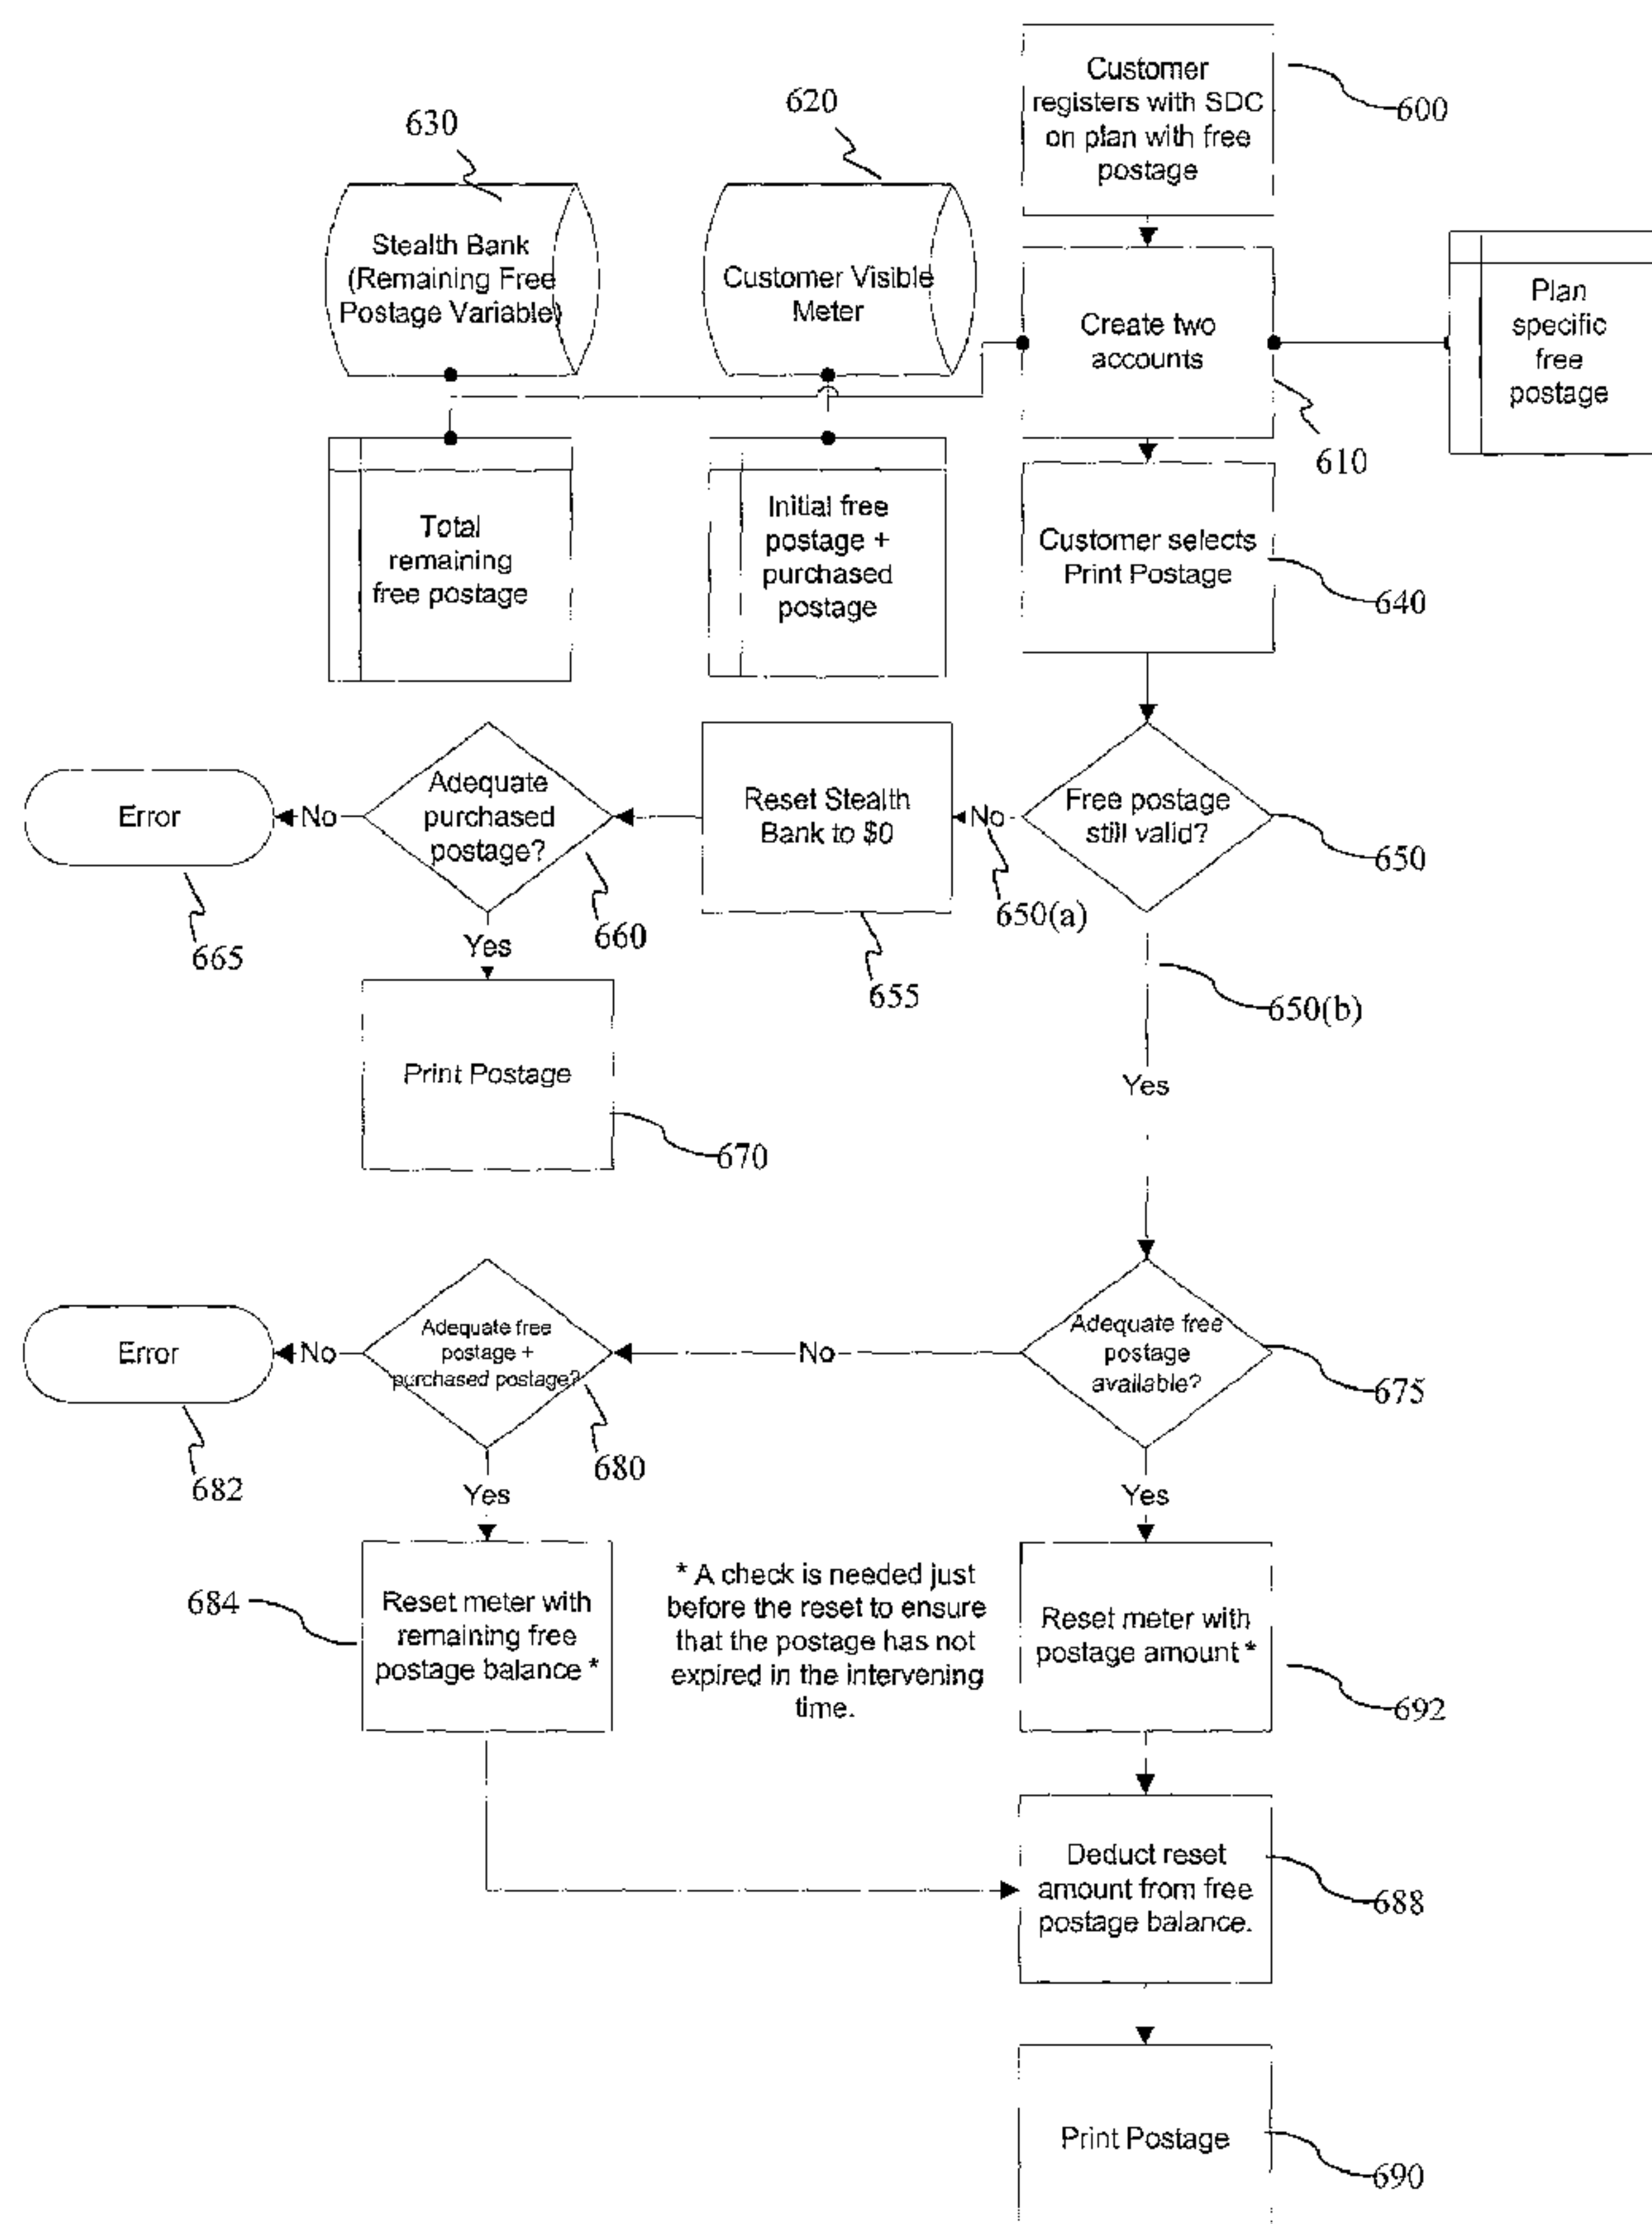 Customer
registers with SDC
on plan with free
postage
600
620
630
Stealth Bank
(Remaining Free
Postage Variable)
Customer Visible
Meter
Create two
accounts
610
Plan
specific
free
postage
Total
remaining
free postage
Initial free
postage +
purchased
postage
Customer selects
Print Postage
640
Free postage
still valid?
650
No
650(a)
Reset Stealth
Bank to $0
655
Adequate
purchased
postage?
660
No
Error
665
Yes
Print Postage
670
650(b)
Yes
Adequate free
postage
available?
675
No
Adequate free
postage +
purchased postage?
680
No
Error
682
Yes
Yes
684
Reset meter with
remaining free
postage balance *
* A check is needed just
before the reset to ensure
that the postage has not
expired in the intervening
time.
Reset meter with
postage amount *
692
Deduct reset
amount from free
postage balance.
688
Print Postage
690